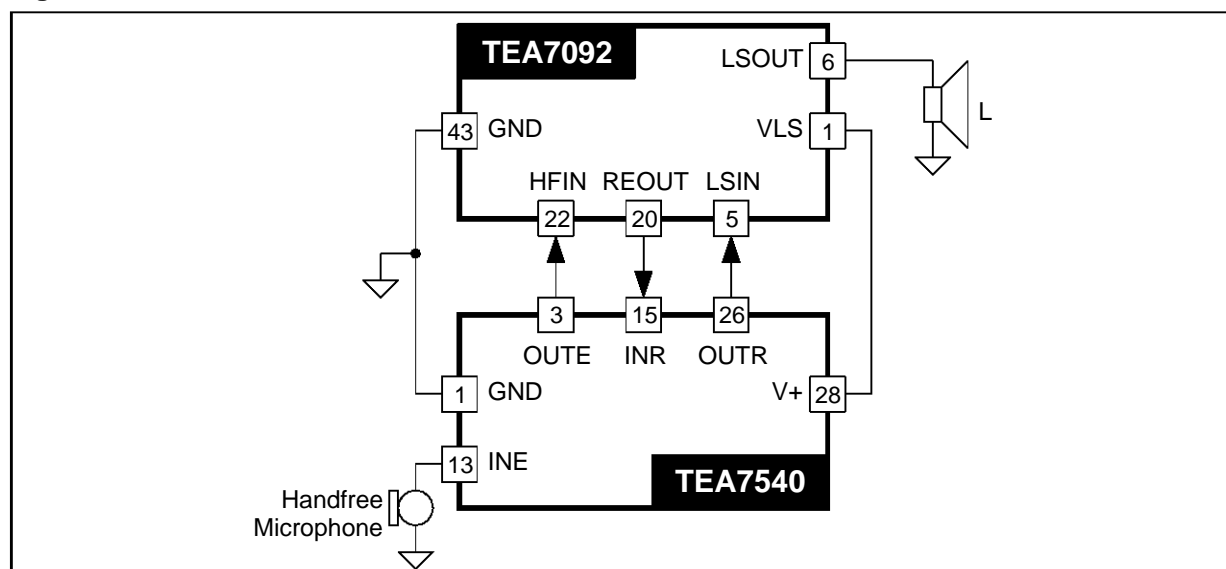 TEA7092
LSOUT 6
L
43 GND
VLS 1
HFIN REOUT LSIN
22 20 5
3 15 26
OUTE INR OUTR
1 GND
V+ 28
13 INE
TEA7540
Handfree
Microphone